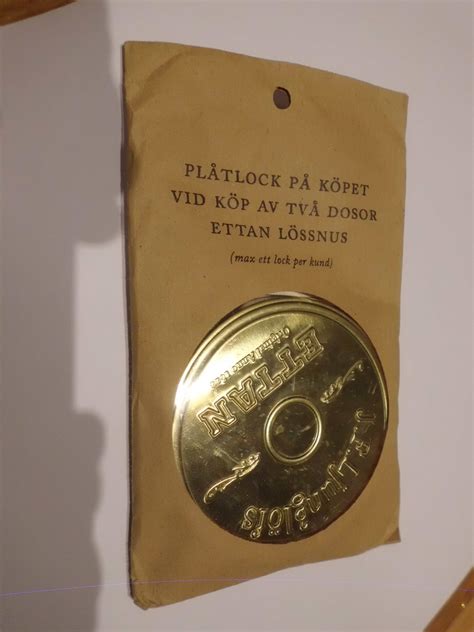 PLÅTLOCK PÅ KÖPET
VID KÖP AV TVÅ DOSOR
ETTAN LÖSSNUS
(max ett lock per kund)
J.F. Ljunglöfs
ETTAN